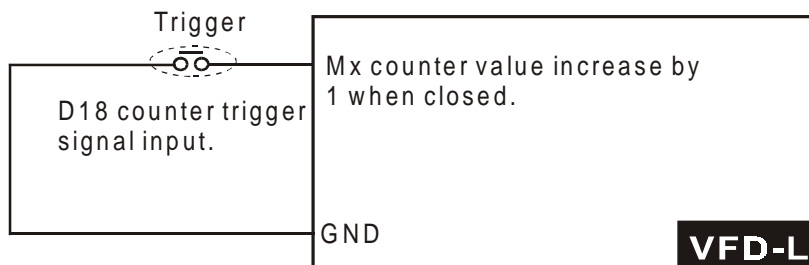 Trigger
Mx counter value increase by
1 when closed.
D18 counter trigger
signal input.
GND
VFD-L